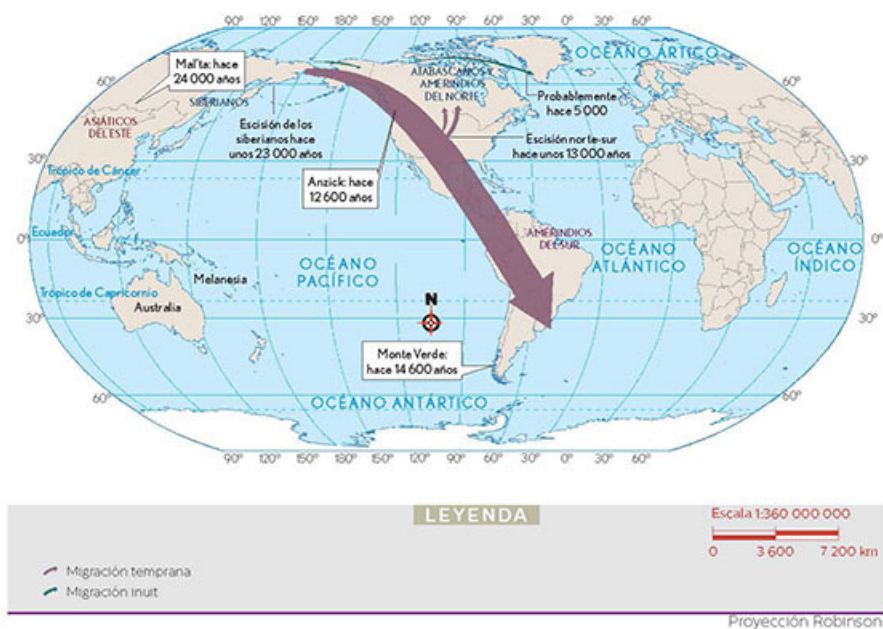 90° 120° 150° 180° 150° 120° 90° 60° 30° 0° 30° 60°
OCÉANO ÁRTICO
Mal'ta: hace
24 000 años
ATABASCANOS Y
AMERINDIOS
DEL NORTE
60°
60°
SIBERIANOS
Probablemente
hace 5 000
ASIÁTICOS
DEL ESTE
Escisión de los
siberianos hace
unos 23 000 años
Escisión norte-sur
hace unos 13 000 años
30°
30°
Trópico de Cáncer
Anzick: hace
12 600 años
Ecuador
0°
0°
AMERINDIOS
DEL SUR
OCÉANO
PACÍFICO
OCÉANO
ATLÁNTICO
OCÉANO
ÍNDICO
Melanesia
Trópico de Capricornio
Australia
N
30°
30°
Monte Verde:
hace 14 600 años
OCÉANO ANTÁRTICO
60°
60°
90° 120° 150° 180° 150° 120° 90° 60° 30° 0° 30° 60°
LEYENDA
Escala 1:360 000 000
0 3 600 7 200 km
Migración temprana
Migración inuit
Proyección Robinson